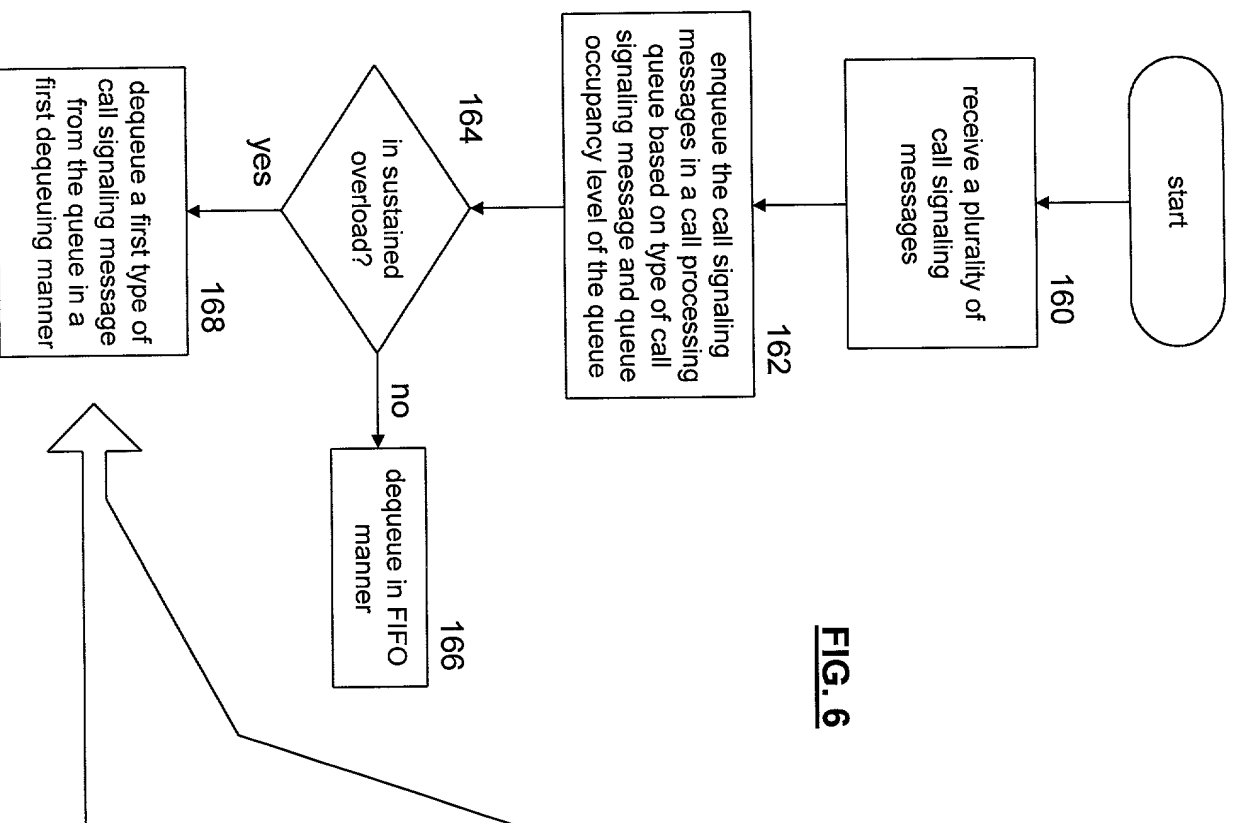 start
160
receive a plurality of
call signaling
messages
162
enqueue the call signaling
messages in a call processing
queue based on type of call
signaling message and queue
occupancy level of the queue
164
in sustained
overload?
no
166
dequeue in FIFO
manner
yes
168
dequeue a first type of
call signaling message
from the queue in a
first dequeuing manner
FIG. 6